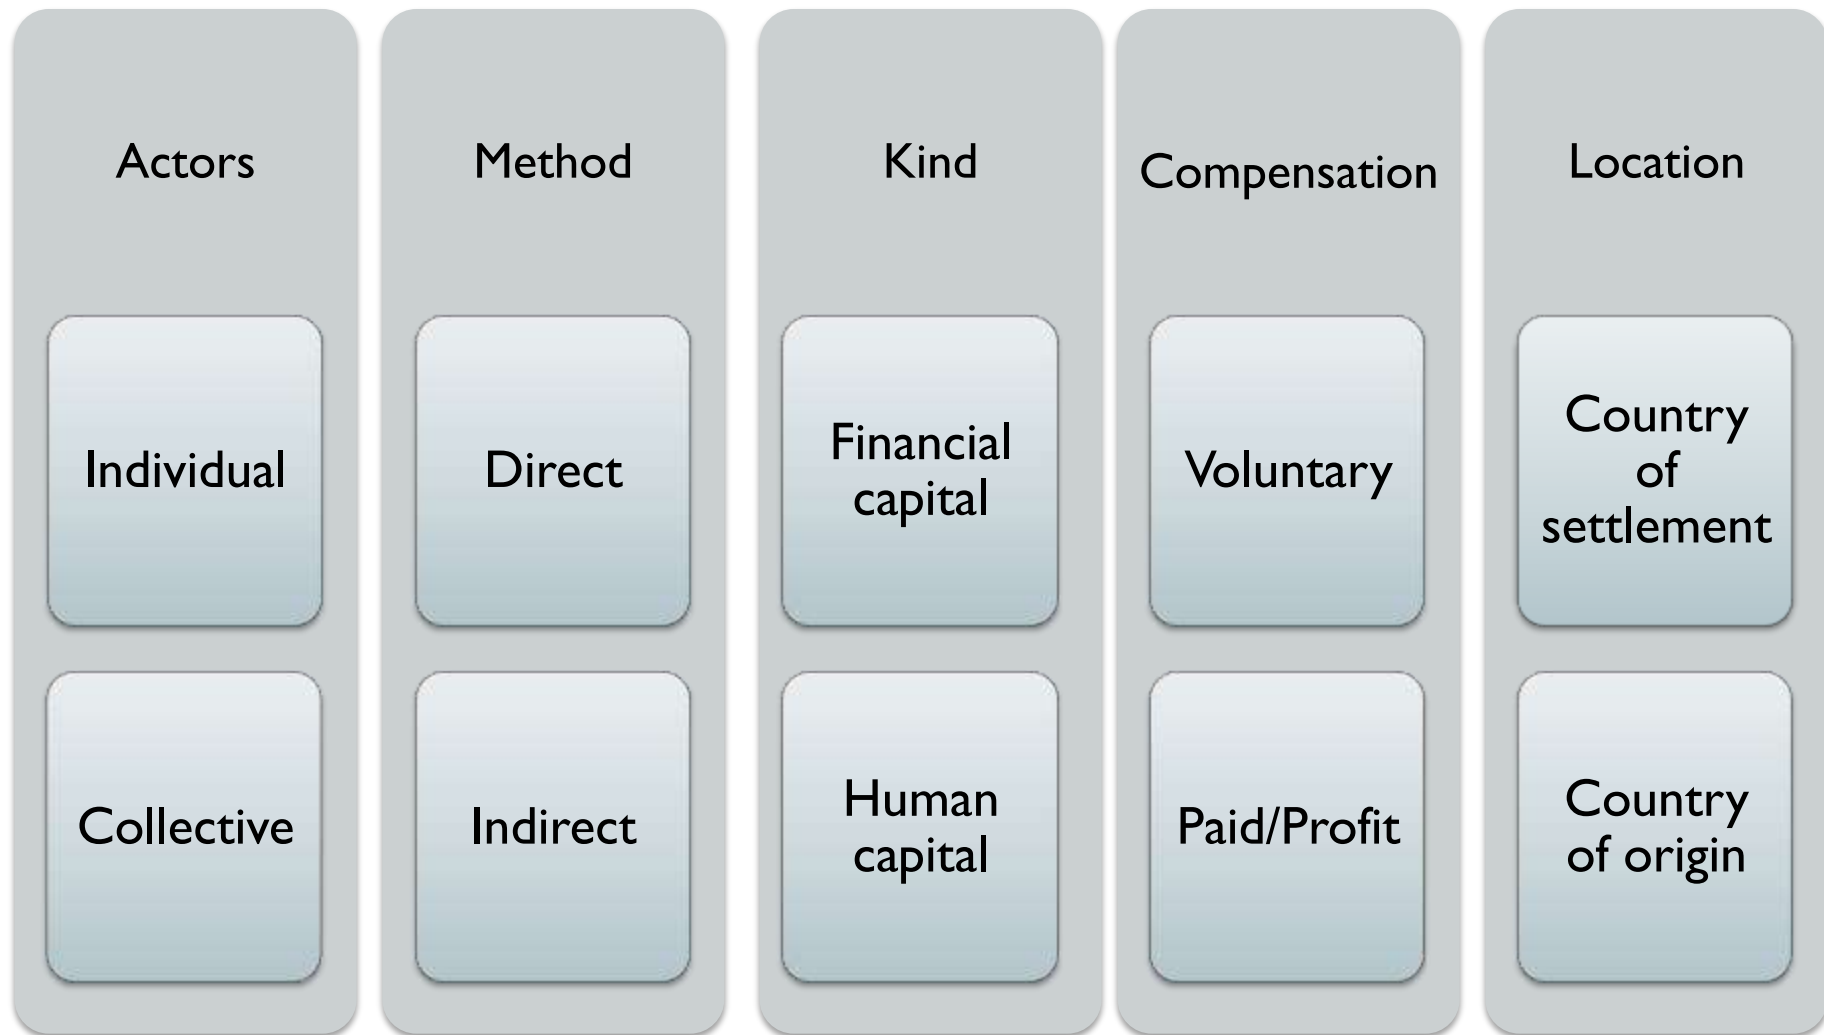 Actors
Individual
Collective
Method
Direct
Indirect
Kind
Financial
capital
Human
capital
Compensation
Voluntary
Paid/Profit
Location
Country
of
settlement
Country
of origin